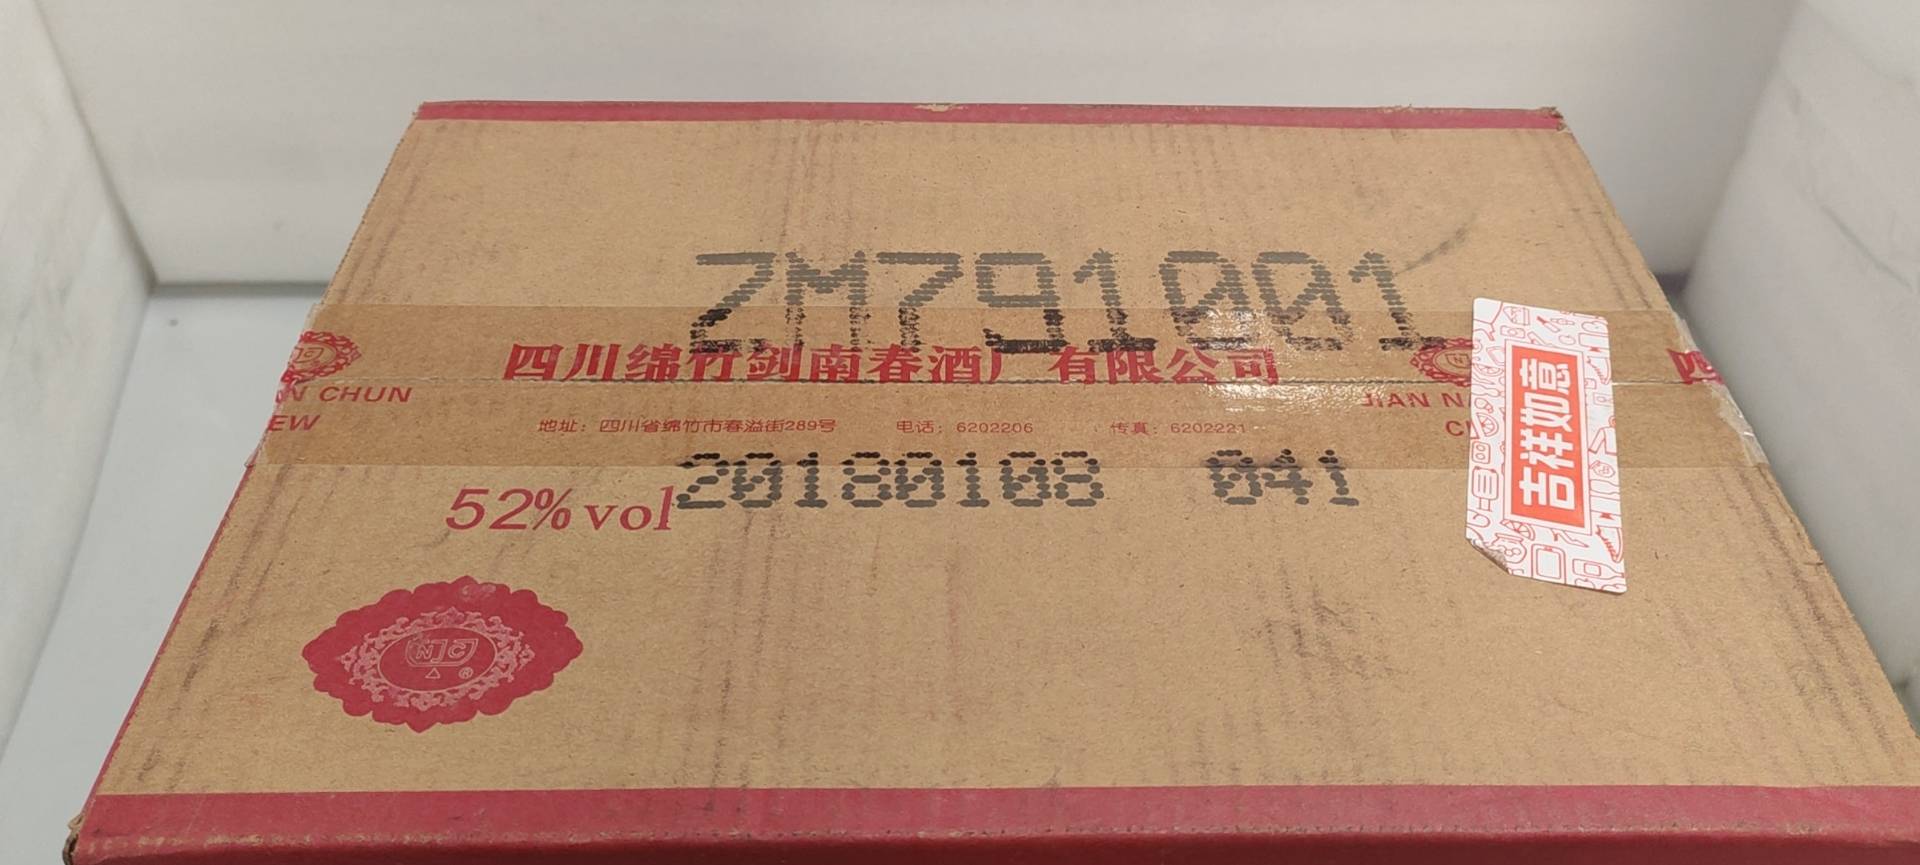 ZM791001
四川绵竹剑南春酒厂有限公司
N CHUN
JIAN N
EW
地址：四川省绵竹市春溢街289号 电话：6202206 传真：6202221
20180108 041
52% vol
吉祥如意
NJC
®